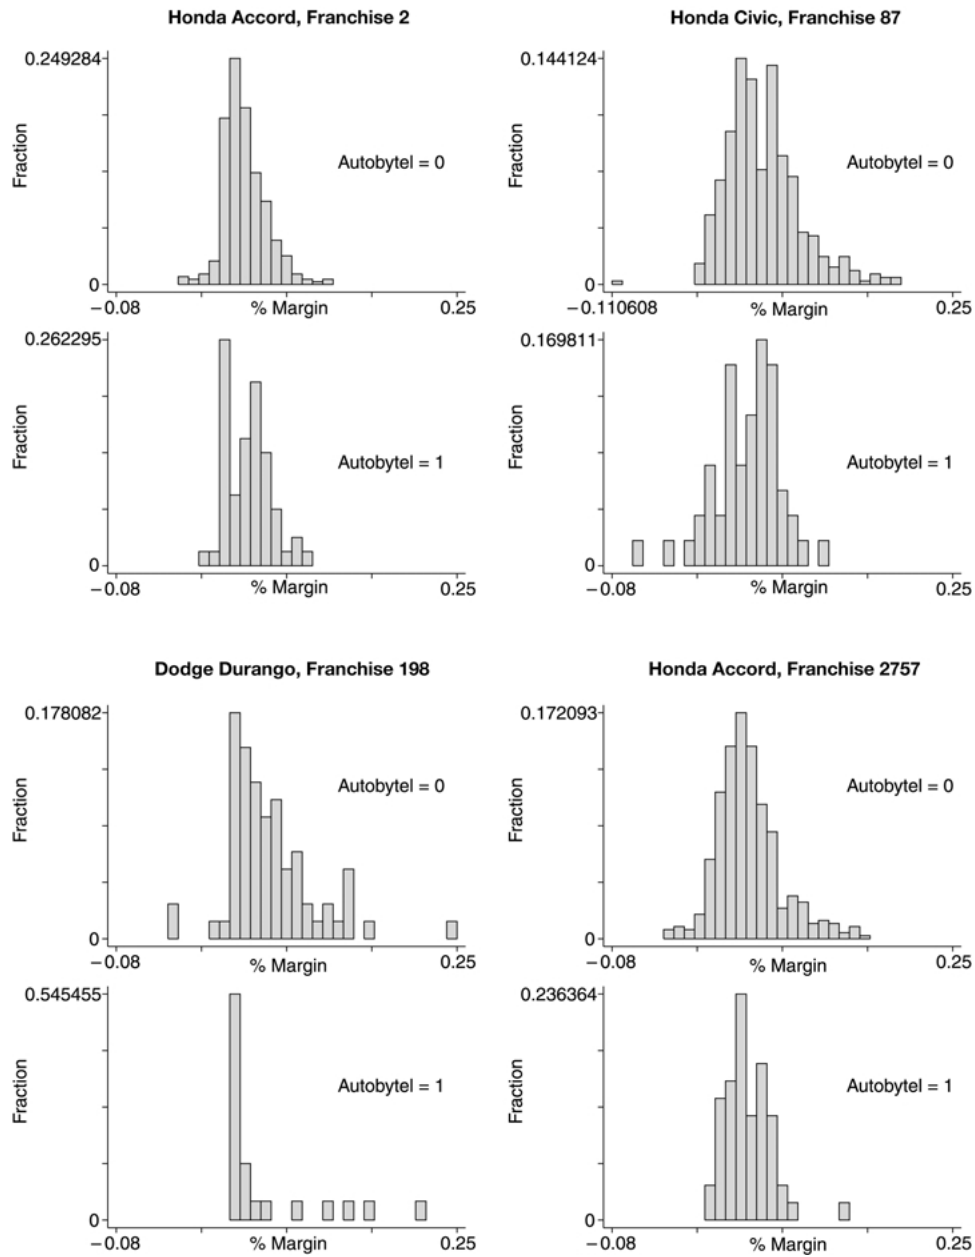 Honda Accord, Franchise 2
0.249284
Fraction
Autobytel = 0
0
−0.08
% Margin
0.25
0.262295
Fraction
Autobytel = 1
0
−0.08
% Margin
0.25
Honda Civic, Franchise 87
0.144124
Fraction
Autobytel = 0
0
−0.110608
% Margin
0.25
0.169811
Fraction
Autobytel = 1
0
−0.08
% Margin
0.25
Dodge Durango, Franchise 198
0.178082
Fraction
Autobytel = 0
0
−0.08
% Margin
0.25
0.545455
Fraction
Autobytel = 1
0
−0.08
% Margin
0.25
Honda Accord, Franchise 2757
0.172093
Fraction
Autobytel = 0
0
−0.08
% Margin
0.25
0.236364
Fraction
Autobytel = 1
0
−0.08
% Margin
0.25